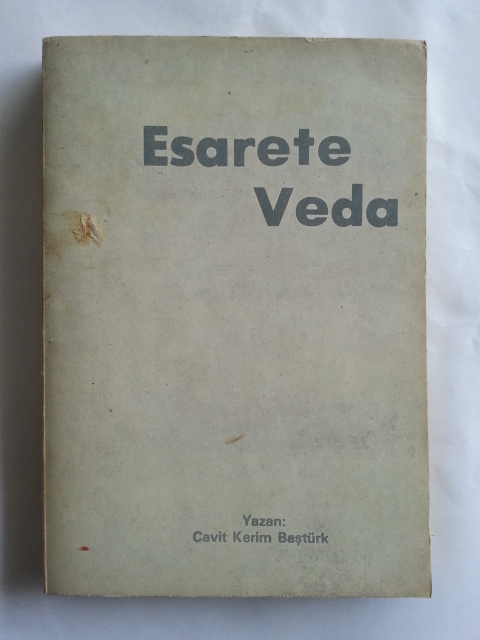 Esarete
Veda
Yazan:
Cavit Kerim Baştürk